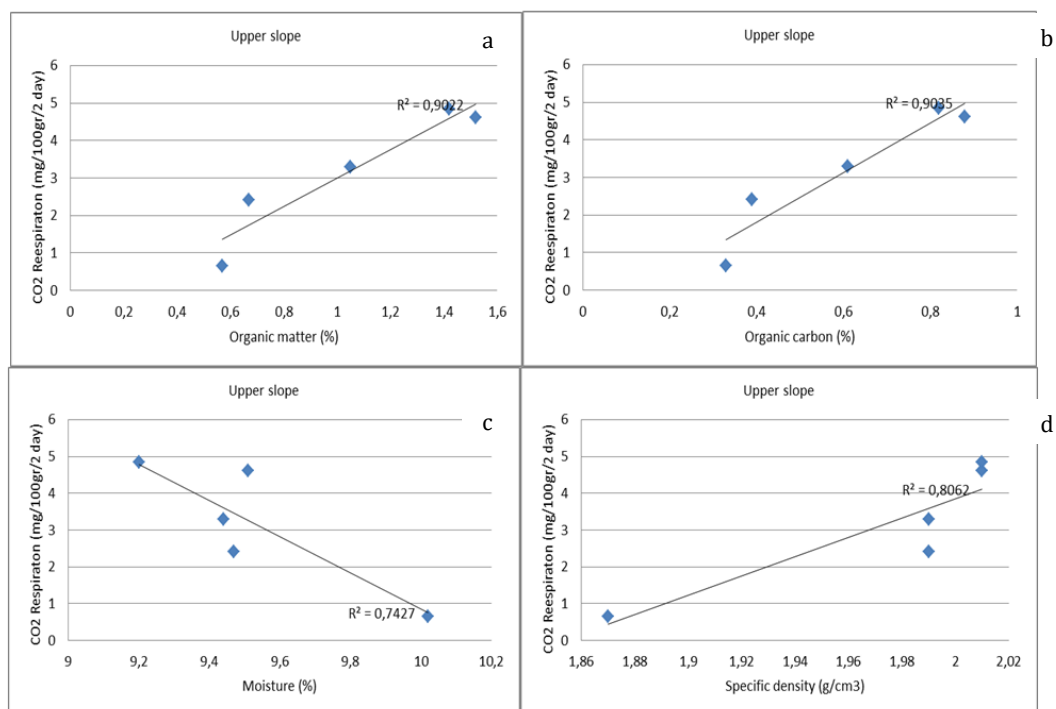 Upper slope
a
CO2 Reespiraton (mg/100gr/2 day)
6
5
4
3
2
1
0
R² = 0,9022
0 0,2 0,4 0,6 0,8 1 1,2 1,4 1,6
Organic matter (%)
Upper slope
b
CO2 Reespiraton (mg/100gr/2 day)
6
5
4
3
2
1
0
R² = 0,9035
0 0,2 0,4 0,6 0,8 1
Organic carbon (%)
Upper slope
c
CO2 Reespiraton (mg/100gr/2 day)
6
5
4
3
2
1
0
R² = 0,7427
9 9,2 9,4 9,6 9,8 10 10,2
Moisture (%)
Upper slope
d
CO2 Respiraton (mg/100gr/2 day)
6
5
4
3
2
1
0
R² = 0,8062
1,86 1,88 1,9 1,92 1,94 1,96 1,98 2 2,02
Specific density (g/cm3)